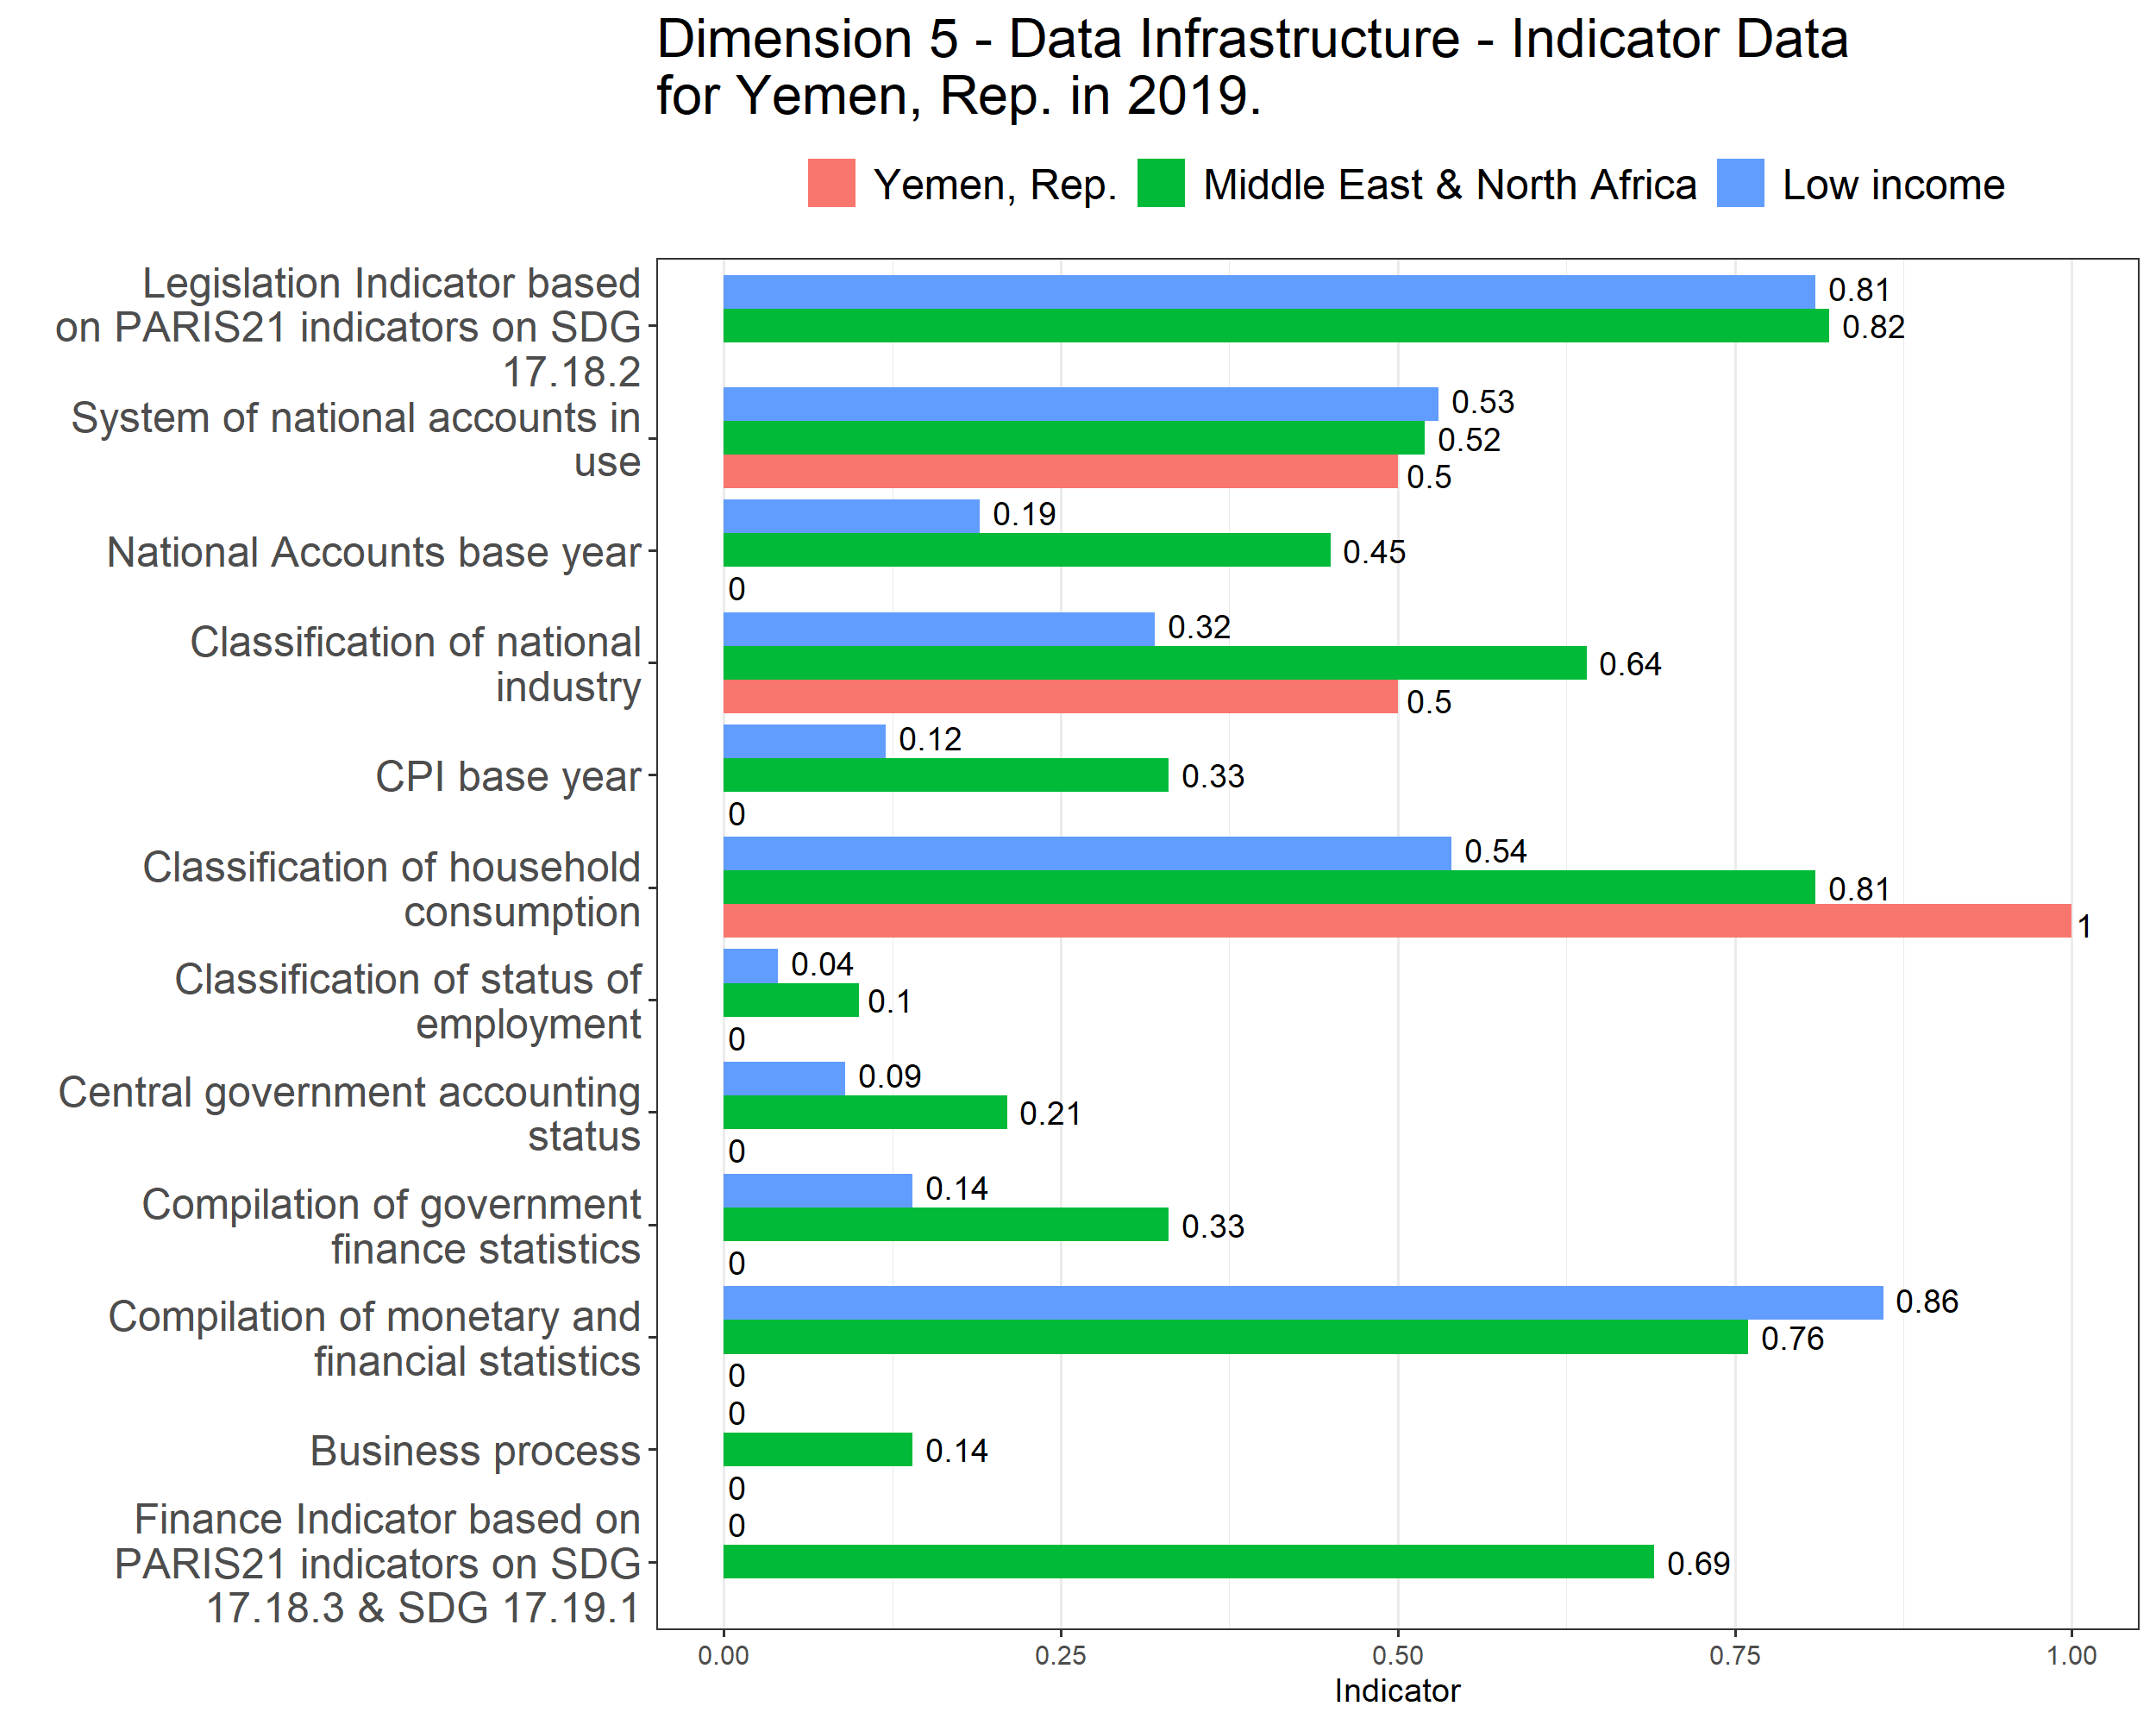 Dimension 5 - Data Infrastructure - Indicator Data
for Yemen, Rep. in 2019.
Yemen, Rep.
Middle East & North Africa
Low income
Legislation Indicator based
on PARIS21 indicators on SDG
17.18.2
0.81
0.82
System of national accounts in
use
0.53
0.52
0.5
National Accounts base year
0.19
0.45
0
Classification of national
industry
0.32
0.64
0.5
CPI base year
0.12
0.33
0
Classification of household
consumption
0.54
0.81
1
Classification of status of
employment
0.04
0.1
0
Central government accounting
status
0.09
0.21
0
Compilation of government
finance statistics
0.14
0.33
0
Compilation of monetary and
financial statistics
0.86
0.76
0
Business process
0
0.14
0
Finance Indicator based on
PARIS21 indicators on SDG
17.18.3 & SDG 17.19.1
0
0.69
0.00
0.25
0.50
0.75
1.00
Indicator